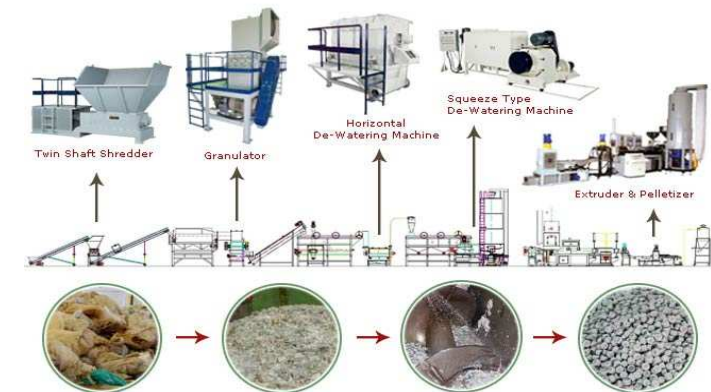 Twin Shaft Shredder
Granulator
Horizontal
De-Watering Machine
Squeeze Type
De-Watering Machine
Extruder & Pelletizer